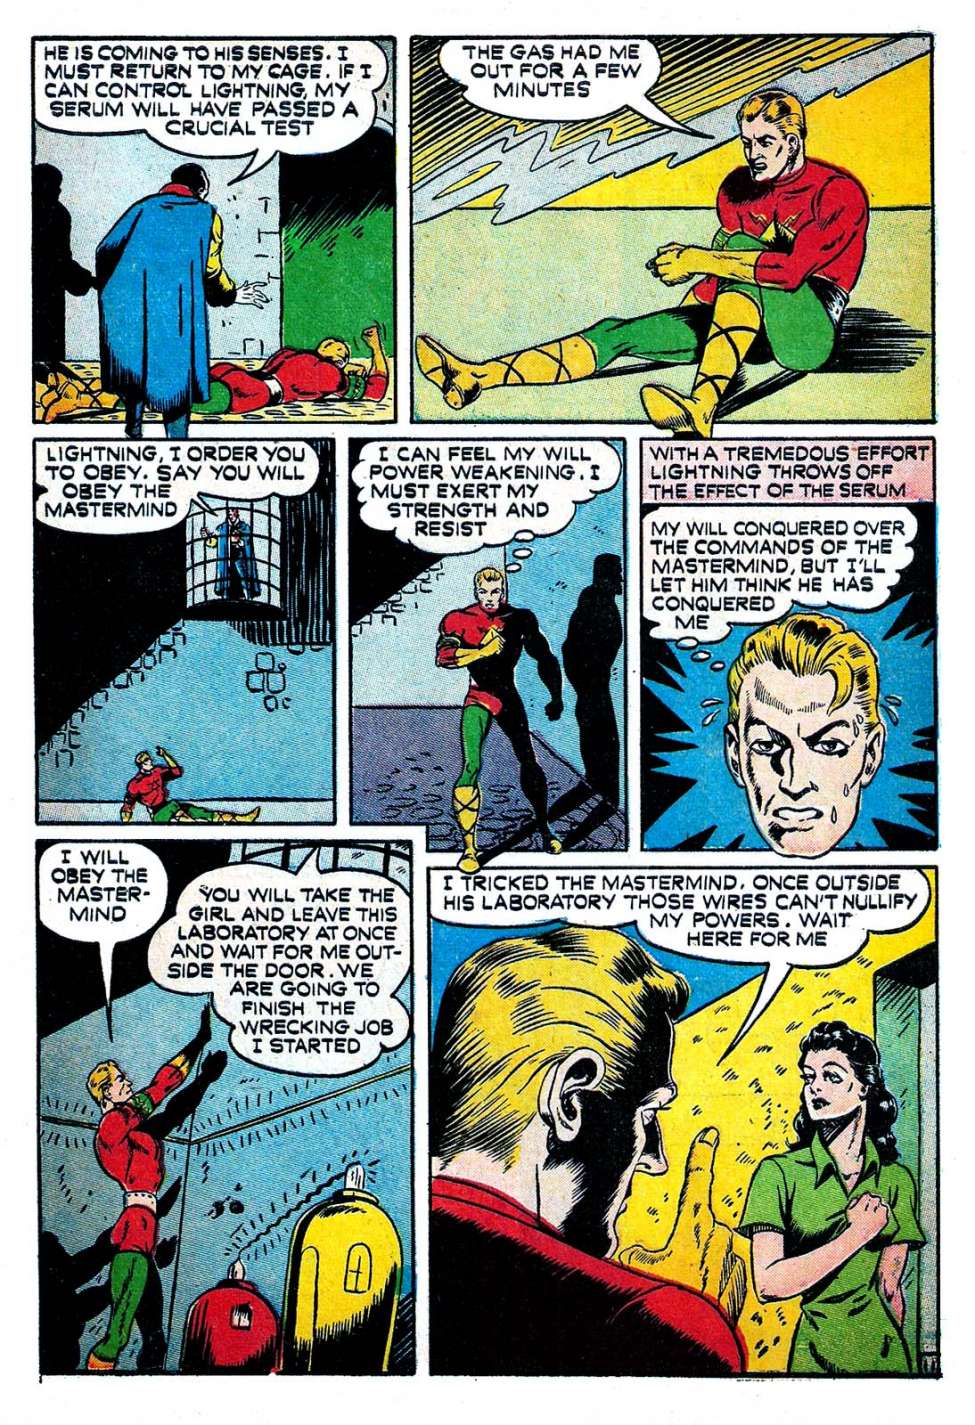 HE IS COMING TO HIS SENSES. I
MUST RETURN TO MY CAGE. IF I
CAN CONTROL LIGHTNING, MY
SERUM WILL HAVE PASSED A
CRUCIAL TEST
THE GAS HAD ME
OUT FOR A FEW
MINUTES
LIGHTNING, I ORDER YOU
TO OBEY. SAY YOU WILL
OBEY THE
MASTERMIND
I CAN FEEL MY WILL
POWER WEAKENING. I
MUST EXERT MY
STRENGTH AND
RESIST
WITH A TREMEDOUS EFFORT
LIGHTNING THROWS OFF
THE EFFECT OF THE SERUM
MY WILL CONQUERED OVER
THE COMMANDS OF THE
MASTERMIND, BUT I'LL
LET HIM THINK HE HAS
CONQUERED
ME
I WILL
OBEY THE
MASTER-
MIND
YOU WILL TAKE THE
GIRL AND LEAVE THIS
LABORATORY AT ONCE
AND WAIT FOR ME OUT-
SIDE THE DOOR. WE
ARE GOING TO
FINISH THE
WRECKING JOB
I STARTED
I TRICKED THE MASTERMIND. ONCE OUTSIDE
HIS LABORATORY THOSE WIRES CAN'T NULLIFY
MY POWERS. WAIT
HERE FOR ME